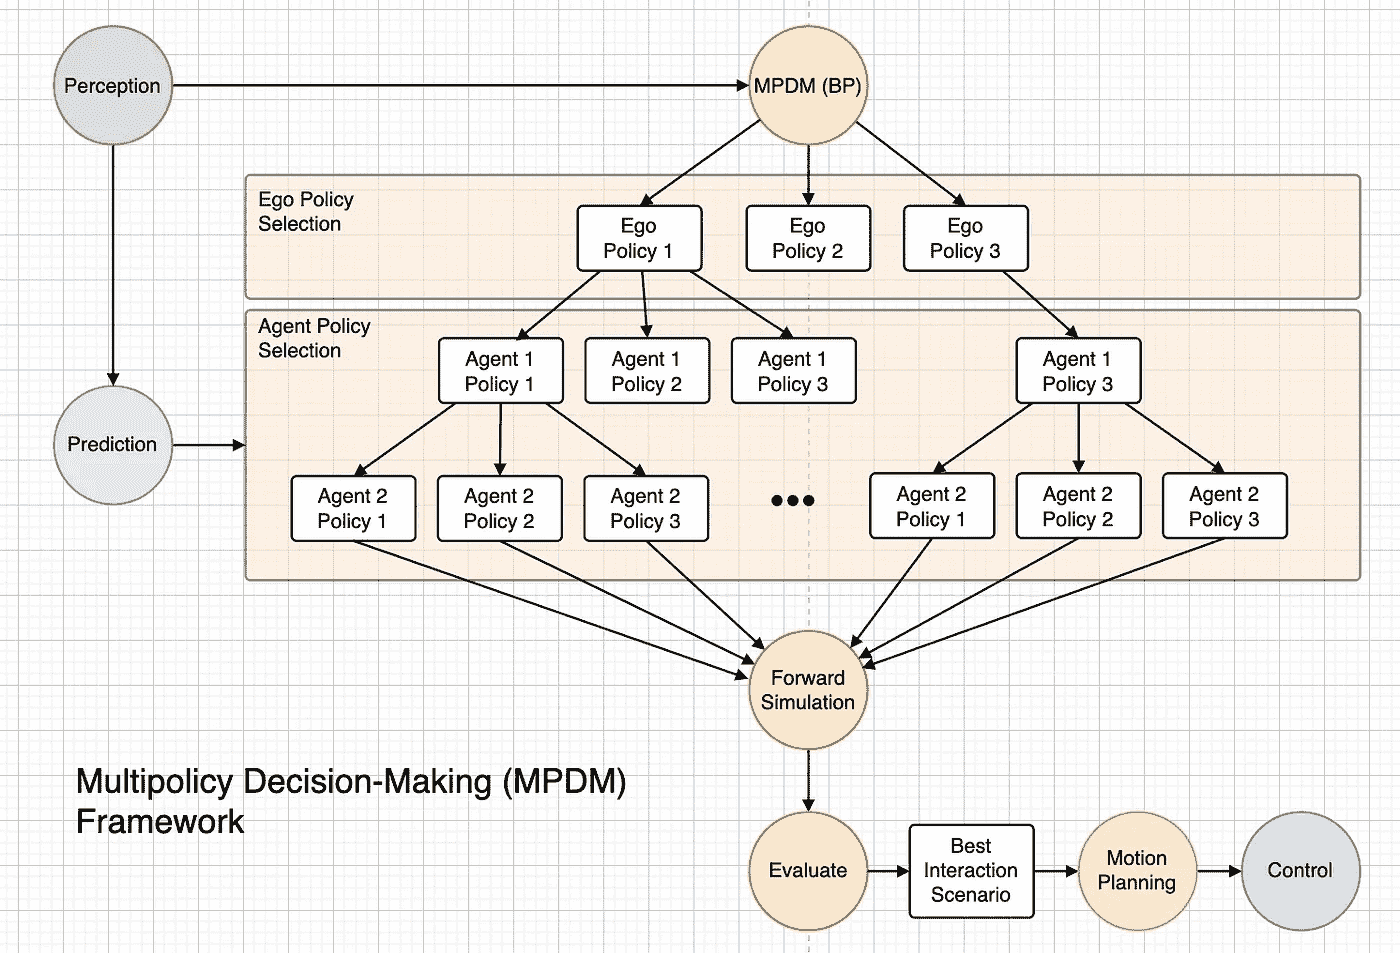 Perception
MPDM (BP)
Ego Policy
Selection
Ego
Policy 1
Ego
Policy 2
Ego
Policy 3
Agent Policy
Selection
Agent 1
Policy 1
Agent 1
Policy 2
Agent 1
Policy 3
Agent 1
Policy 3
Prediction
Agent 2
Policy 1
Agent 2
Policy 2
Agent 2
Policy 3
Agent 2
Policy 1
Agent 2
Policy 2
Agent 2
Policy 3
Forward
Simulation
Multipolicy Decision-Making (MPDM)
Framework
Evaluate
Best
Interaction
Scenario
Motion
Planning
Control